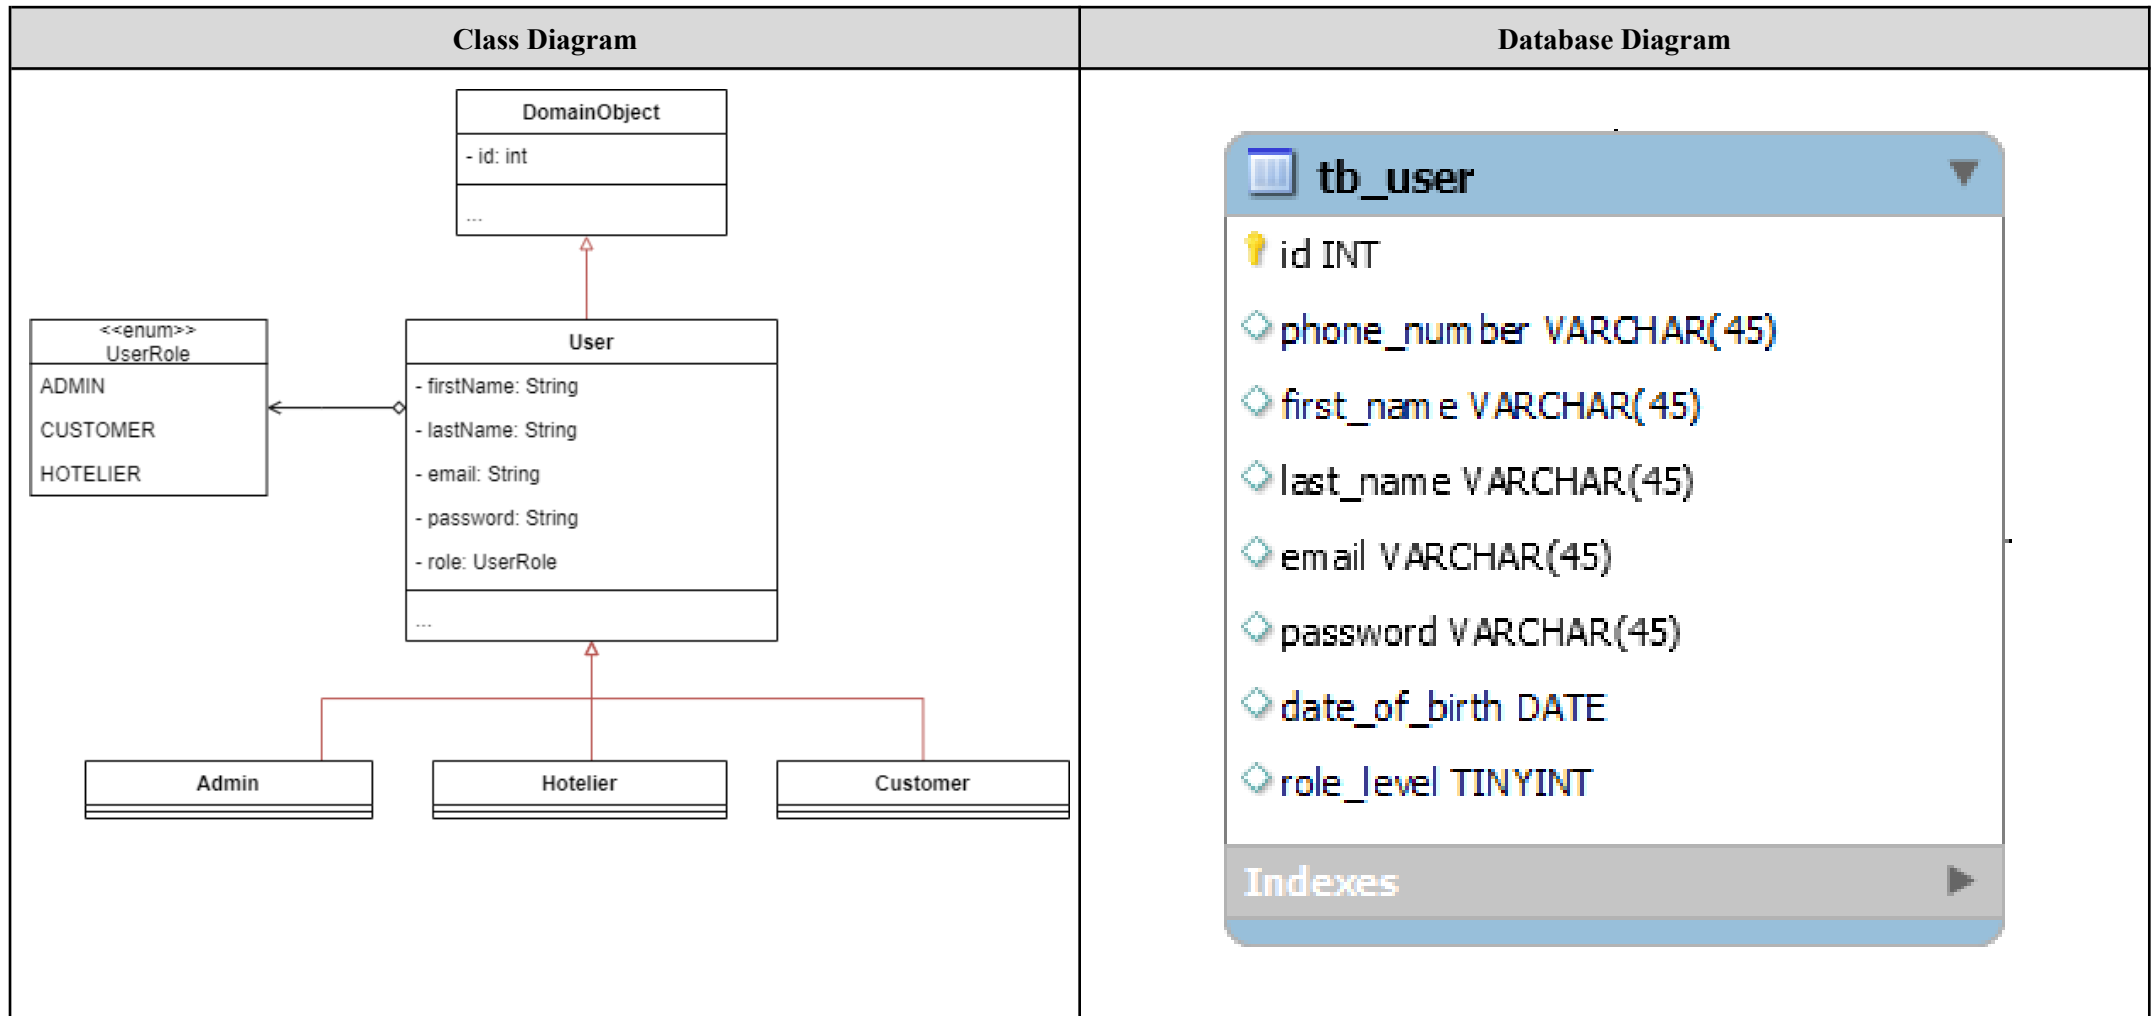 Class Diagram
Database Diagram
DomainObject
- id: int
...
<<enum>>
UserRole
ADMIN
CUSTOMER
HOTELIER
User
- firstName: String
- lastName: String
- email: String
- password: String
- role: UserRole
...
Admin
Hotelier
Customer
tb_user
id INT
phone_number VARCHAR(45)
first_name VARCHAR(45)
last_name VARCHAR(45)
email VARCHAR(45)
password VARCHAR(45)
date_of_birth DATE
role_level TINYINT
Indexes